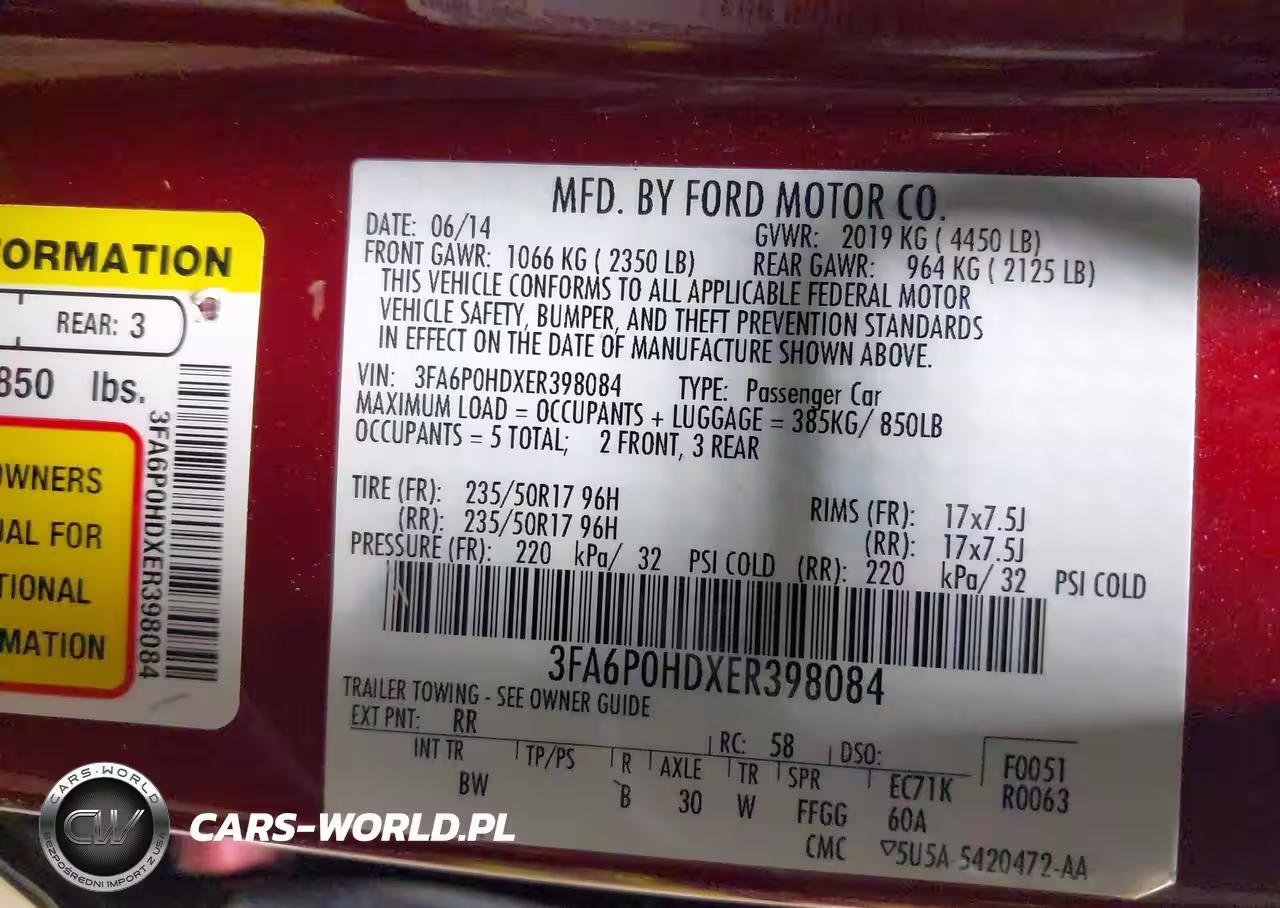 ORMATION
REAR: 3
850 lbs.
OWNERS
UAL FOR
TIONAL
MATION
3FA6P0HDXER398084
MFD. BY FORD MOTOR CO.
DATE: 06/14 GVWR: 2019 KG ( 4450 LB)
FRONT GAWR: 1066 KG ( 2350 LB) REAR GAWR: 964 KG ( 2125 LB)
THIS VEHICLE CONFORMS TO ALL APPLICABLE FEDERAL MOTOR
VEHICLE SAFETY, BUMPER, AND THEFT PREVENTION STANDARDS
IN EFFECT ON THE DATE OF MANUFACTURE SHOWN ABOVE.
VIN: 3FA6P0HDXER398084 TYPE: Passenger Car
MAXIMUM LOAD = OCCUPANTS + LUGGAGE = 385KG/ 850LB
OCCUPANTS = 5 TOTAL; 2 FRONT, 3 REAR
TIRE (FR): 235/50R17 96H RIMS (FR): 17x7.5J
(RR): 235/50R17 96H (RR): 17x7.5J
PRESSURE (FR): 220 kPa/ 32 PSI COLD (RR): 220 kPa/ 32 PSI COLD
3FA6P0HDXER398084
TRAILER TOWING - SEE OWNER GUIDE
EXT PNT: RR RC: 58 DSO: F0051
INT TR TP/PS R AXLE TR SPR EC71K R0063
BW B 30 W FFGG 60A
CMC ▽5U5A-5420472-AA
CARS-WORLD
CW
BEZPOŚREDNI IMPORT Z USA
CARS-WORLD.PL